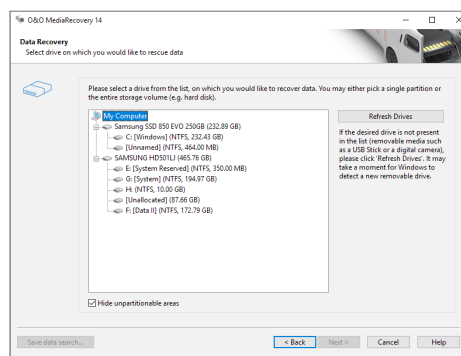 O&O MediaRecovery 14
Data Recovery
Select drive on which you would like to rescue data
Please select a drive from the list, on which you would like to recover data. You may either pick a single partition or
the entire storage volume (e.g. hard disk).
My Computer
Samsung SSD 850 EVO 250GB (232.89 GB)
C: [Windows] (NTFS, 232.43 GB)
[Unnamed] (NTFS, 464.00 MB)
SAMSUNG HD501LJ (465.76 GB)
E: [System Reserved] (NTFS, 350.00 MB)
G: [System] (NTFS, 194.97 GB)
H: (NTFS, 10.00 GB)
[Unallocated] (87.66 GB)
F: [Data II] (NTFS, 172.79 GB)
Refresh Drives
If the desired drive is not present
in the list (removable media such
as a USB Stick or a digital camera),
please click 'Refresh Drives'. It may
take a moment for Windows to
detect a new removable drive.
Hide unpartitionable areas
Save data search...
< Back
Next >
Cancel
Help